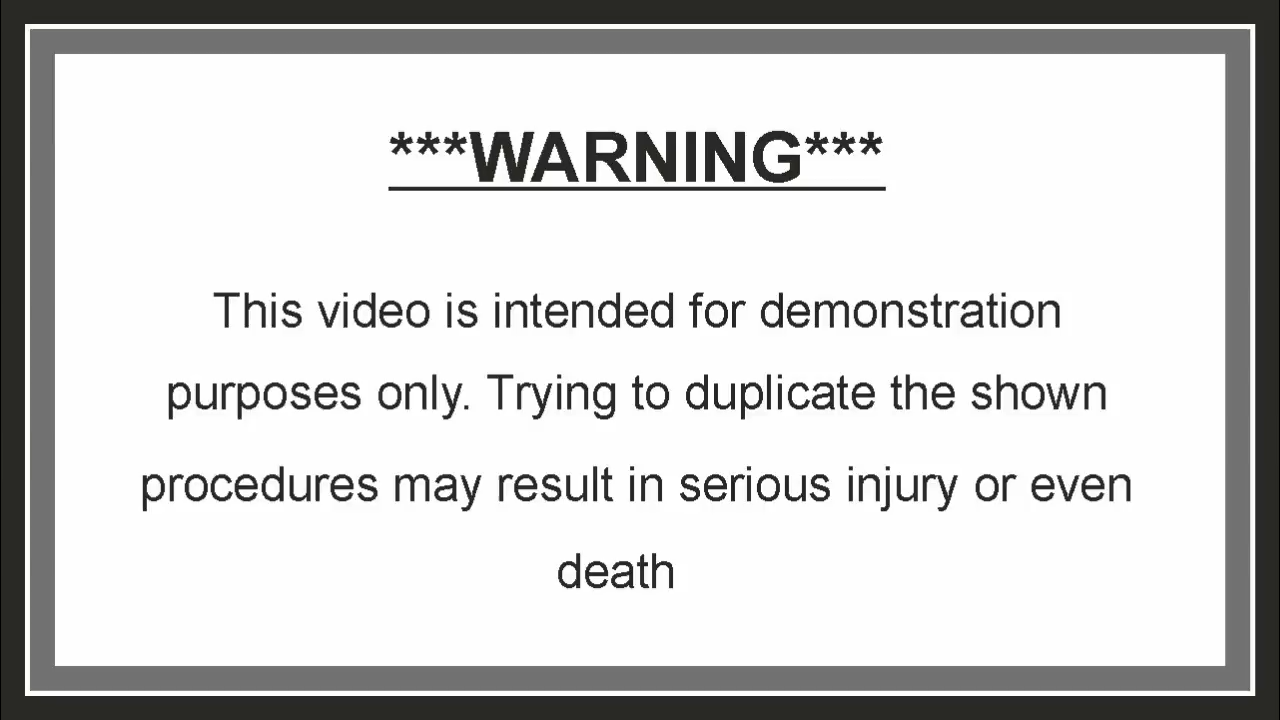 ***WARNING***
This video is intended for demonstration
purposes only. Trying to duplicate the shown
procedures may result in serious injury or even
death